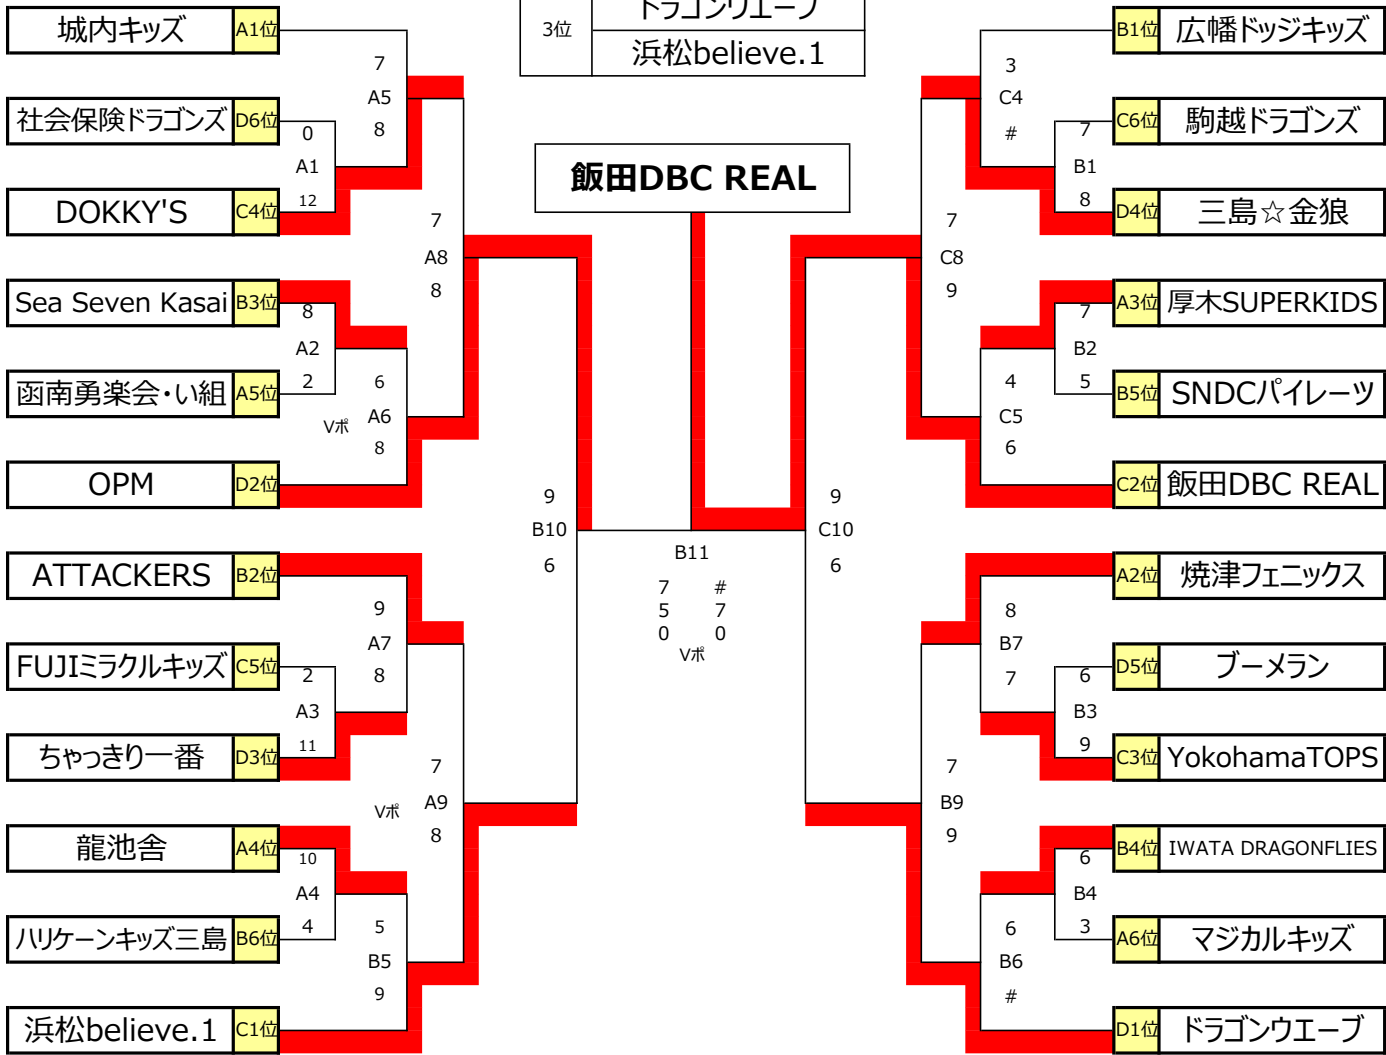 ドラゴンウエーブ
3位
浜松believe.1
飯田DBC REAL
城内キッズ A1位
7
A5
8
社会保険ドラゴンズ D6位
0
A1
12
DOKKY'S C4位
7
A8
8
Sea Seven Kasai B3位
8
A2
2
函南勇楽会・い組 A5位
6
Vポ A6
8
OPM D2位
9
B10
6
ATTACKERS B2位
9
A7
8
FUJIミラクルキッズ C5位
2
A3
11
ちゃっきり一番 D3位
7
Vポ A9
8
龍池舎 A4位
10
A4
4
ハリケーンキッズ三島 B6位
5
B5
9
浜松believe.1 C1位
B11
7 #
5 7
0 0
Vポ
B1位 広幡ドッジキッズ
3
C4
#
C6位 駒越ドラゴンズ
7
B1
8
D4位 三島☆金狼
7
C8
9
A3位 厚木SUPERKIDS
7
B2
5
B5位 SNDCパイレーツ
4
C5
6
C2位 飯田DBC REAL
9
C10
6
A2位 焼津フェニックス
8
B7
7
D5位 ブーメラン
6
B3
9
C3位 YokohamaTOPS
7
B9
9
B4位 IWATA DRAGONFLIES
6
B4
3
A6位 マジカルキッズ
6
B6
#
D1位 ドラゴンウエーブ